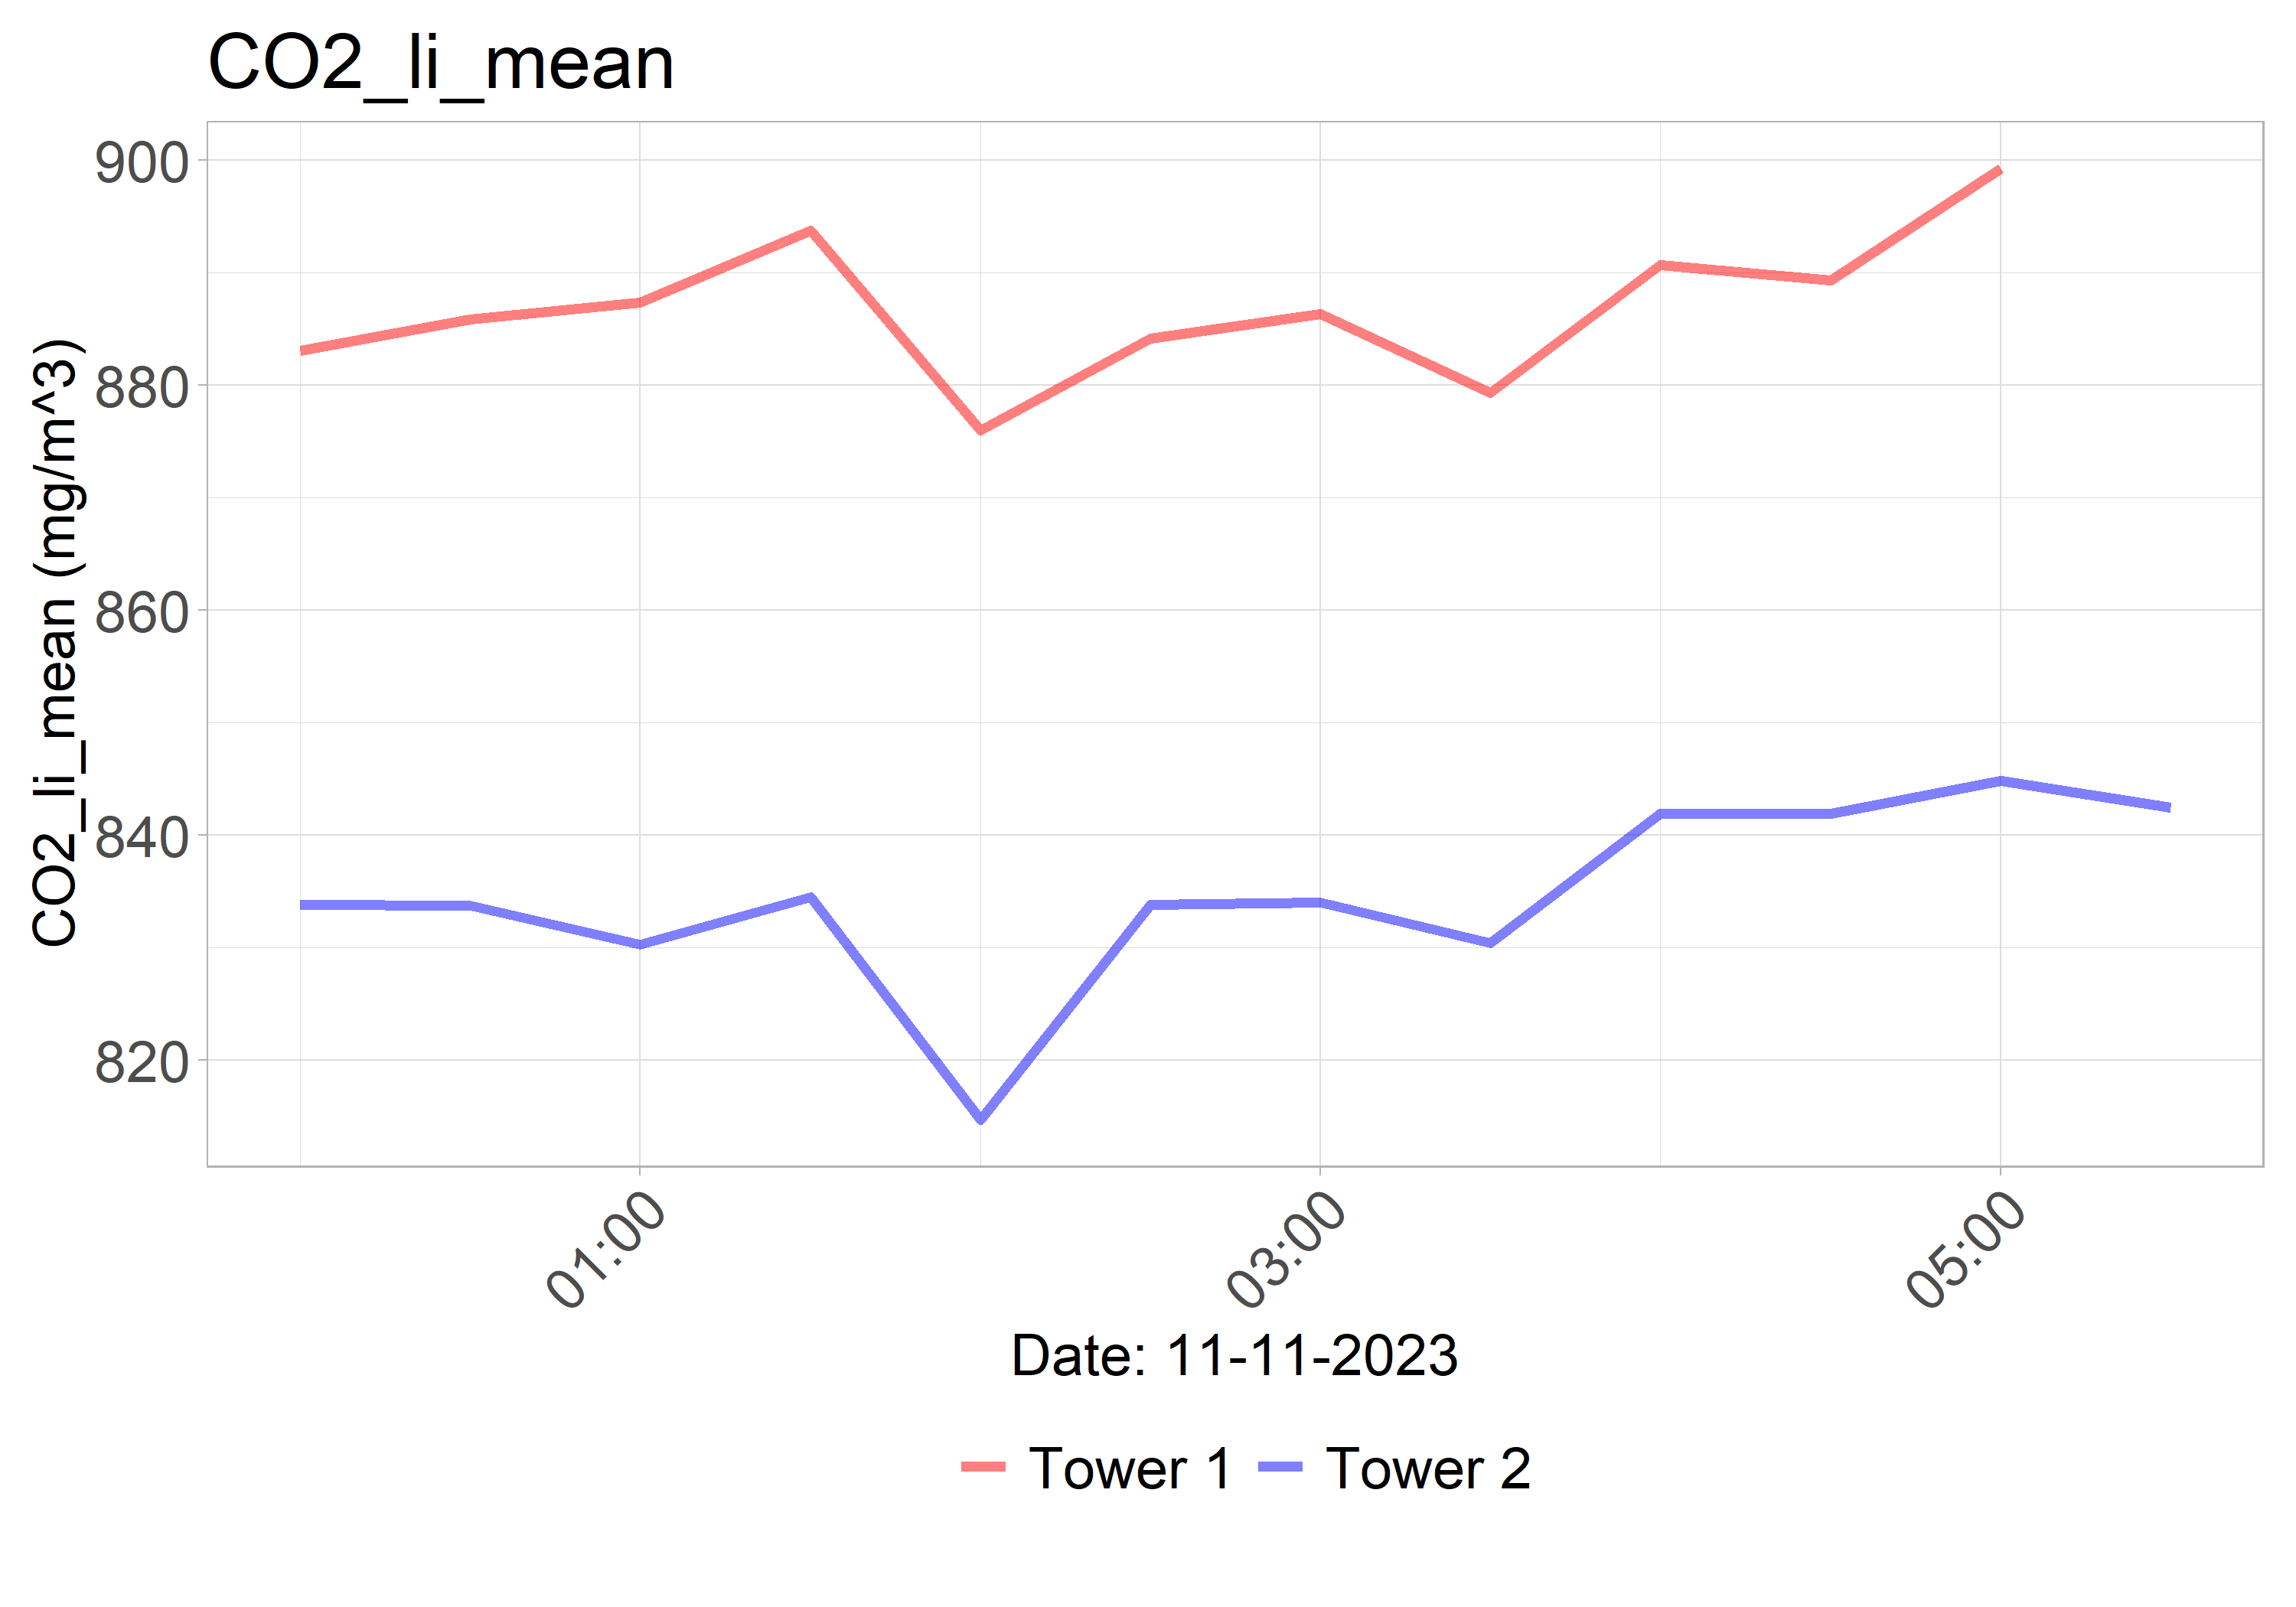 CO2_li_mean
CO2_li_mean (mg/m^3)
900
880
860
840
820
01:00
03:00
05:00
Date: 11-11-2023
Tower 1
Tower 2